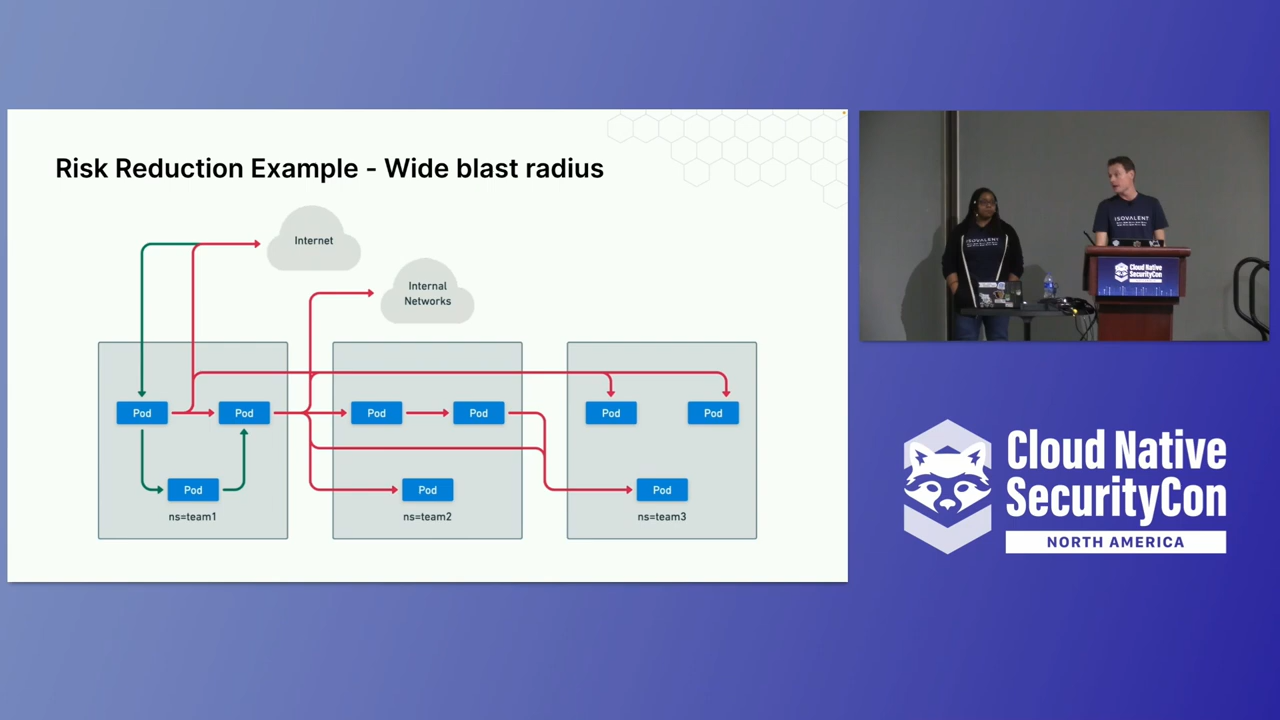 Risk Reduction Example - Wide blast radius
Internet
Internal
Networks
Pod
Pod
Pod
Pod
Pod
Pod
Pod
Pod
Pod
ns=team1
ns=team2
ns=team3
ISOVALENT
ISOVALENT
Cloud Native
SecurityCon
Cloud Native
SecurityCon
NORTH AMERICA